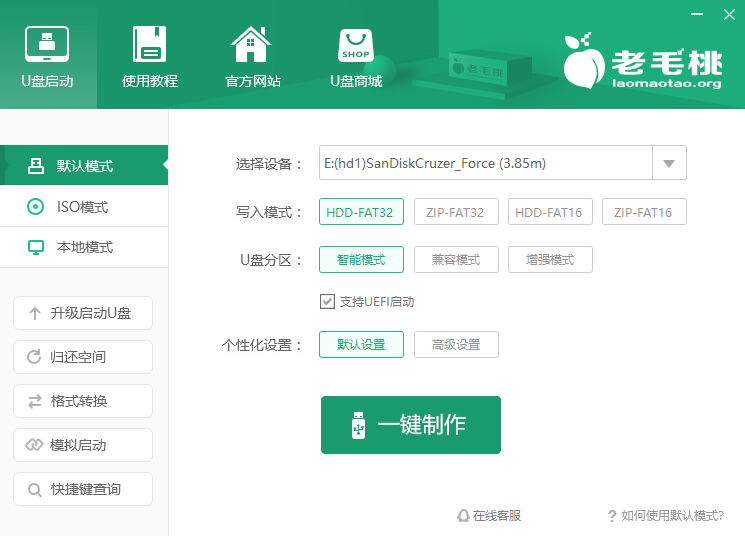 U盘启动
使用教程
官方网站
SHOP
U盘商城
老毛桃
老毛桃
laomaotao.org
默认模式
ISO模式
本地模式
升级启动U盘
归还空间
格式转换
模拟启动
快捷键查询
选择设备：
E:(hd1)SanDiskCruzer_Force (3.85m)
写入模式：
HDD-FAT32
ZIP-FAT32
HDD-FAT16
ZIP-FAT16
U盘分区：
智能模式
兼容模式
增强模式
支持UEFI启动
个性化设置：
默认设置
高级设置
一键制作
在线客服
? 如何使用默认模式?